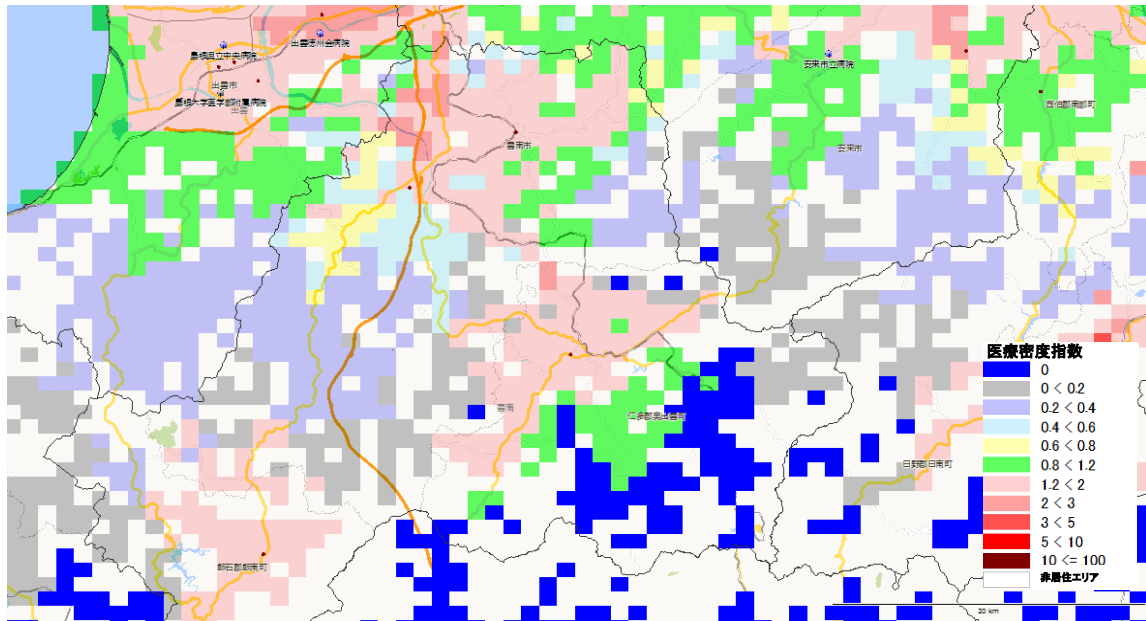 出雲徳州会病院
島根県立中央病院
出雲市
島根大学医学部附属病院
出雲
安来市立病院
西伯郡南部町
雲南市
安来市
雲南
仁多郡奥出雲町
日野郡日南町
飯石郡飯南町
医療密度指数
0
0 < 0.2
0.2 < 0.4
0.4 < 0.6
0.6 < 0.8
0.8 < 1.2
1.2 < 2
2 < 3
3 < 5
5 < 10
10 <= 100
非居住エリア
20 km